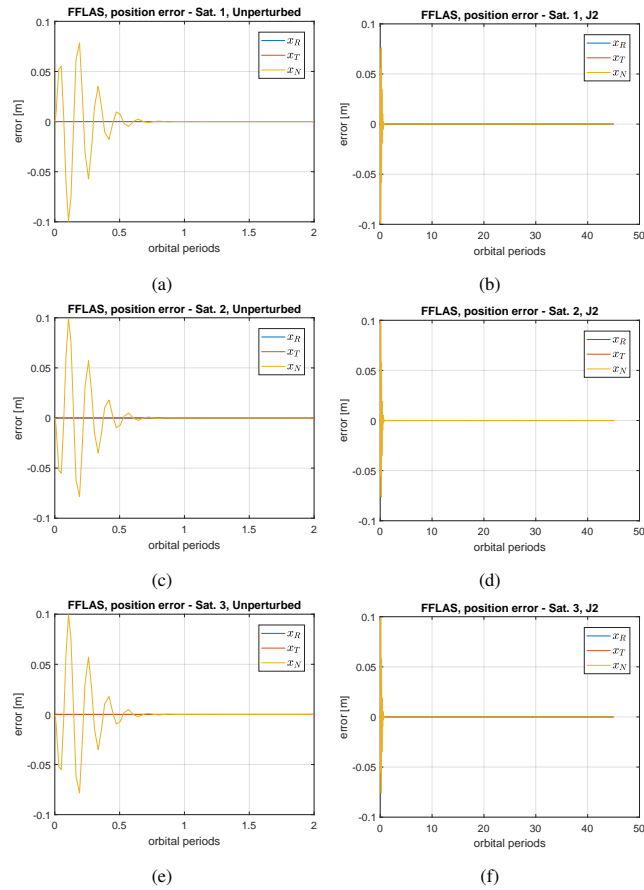 FFLAS, position error - Sat. 1, Unperturbed
0.1
0.05
0
-0.05
-0.1
error [m]
x_R
x_T
x_N
0
0.5
1
1.5
2
orbital periods
(a)
FFLAS, position error - Sat. 1, J2
0.1
0.05
0
-0.05
-0.1
error [m]
x_R
x_T
x_N
0
10
20
30
40
50
orbital periods
(b)
FFLAS, position error - Sat. 2, Unperturbed
0.1
0.05
0
-0.05
-0.1
error [m]
x_R
x_T
x_N
0
0.5
1
1.5
2
orbital periods
(c)
FFLAS, position error - Sat. 2, J2
0.1
0.05
0
-0.05
-0.1
error [m]
x_R
x_T
x_N
0
10
20
30
40
50
orbital periods
(d)
FFLAS, position error - Sat. 3, Unperturbed
0.1
0.05
0
-0.05
-0.1
error [m]
x_R
x_T
x_N
0
0.5
1
1.5
2
orbital periods
(e)
FFLAS, position error - Sat. 3, J2
0.1
0.05
0
-0.05
-0.1
error [m]
x_R
x_T
x_N
0
10
20
30
40
50
orbital periods
(f)